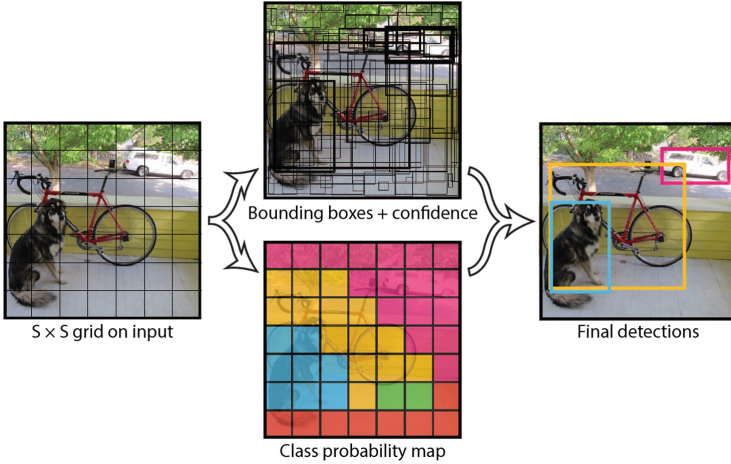 S × S grid on input
Bounding boxes + confidence
Class probability map
Final detections